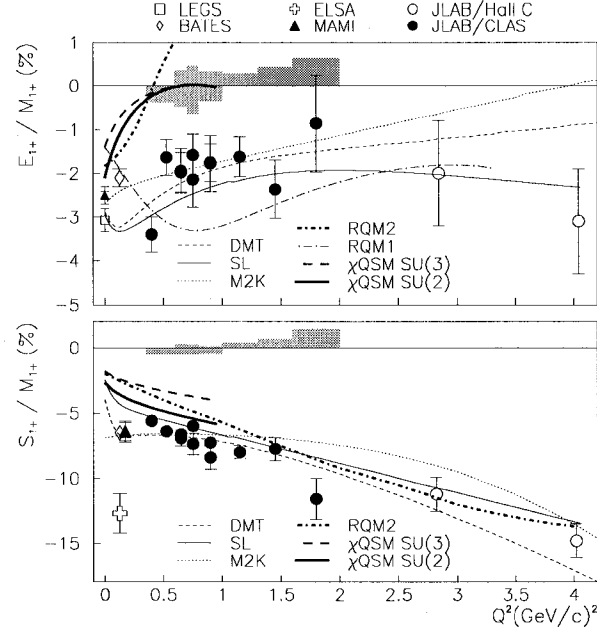 LEGS ELSA JLAB/Hall C
BATES MAMI JLAB/CLAS
E1+ / M1+ (%)
1
0
-1
-2
-3
-4
-5
DMT
SL
M2K
RQM2
RQM1
χQSM SU(3)
χQSM SU(2)
S1+ / M1+ (%)
0
-5
-10
-15
DMT
SL
M2K
RQM2
χQSM SU(3)
χQSM SU(2)
0 0.5 1 1.5 2 2.5 3 3.5 4
Q²(GeV/c)²